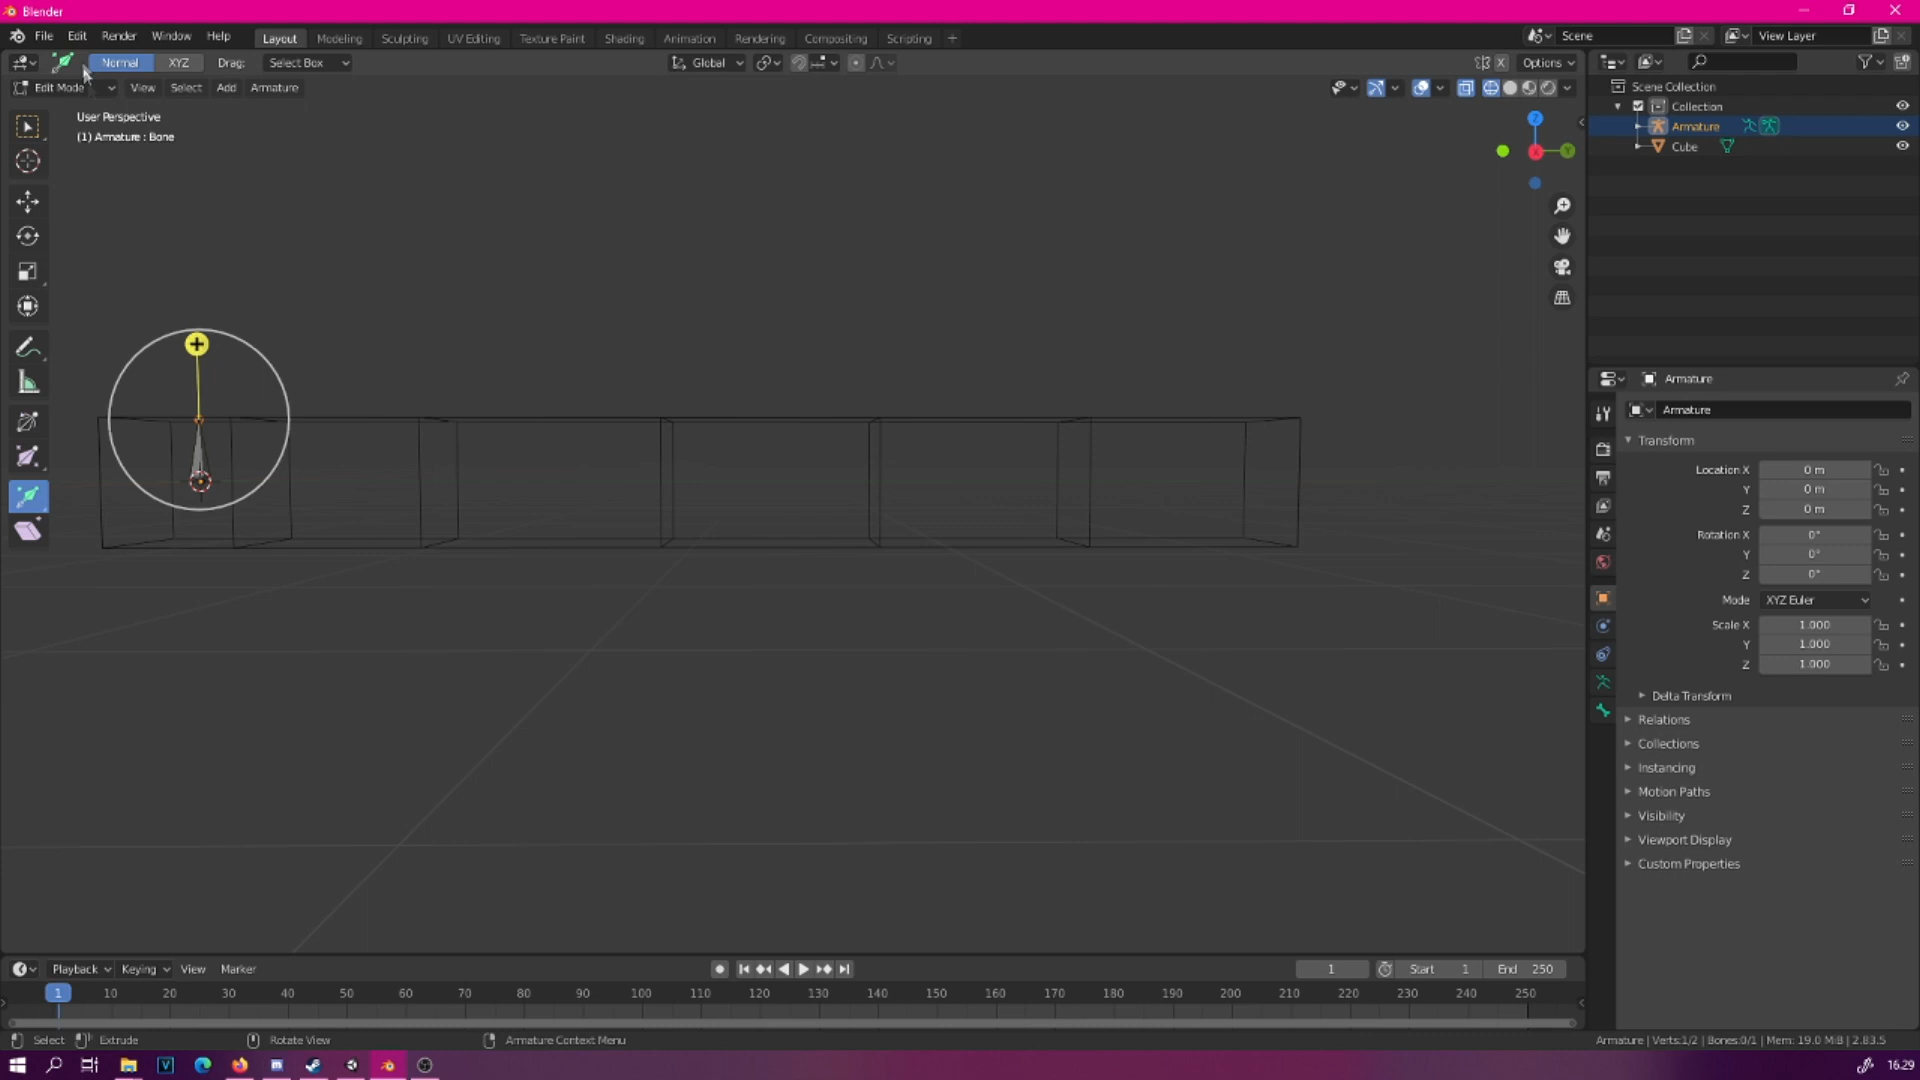 Blender
File Edit Render Window Help Layout Modeling Sculpting UV Editing Texture Paint Shading Animation Rendering Compositing Scripting + Scene View Layer
Normal XYZ Drag: Select Box Global Options
Edit Mode View Select Add Armature
User Perspective
(1) Armature : Bone
Z
X
Y
Scene Collection
Collection
Armature
Cube
Armature
Armature
Transform
Location X 0 m
Y 0 m
Z 0 m
Rotation X 0°
Y 0°
Z 0°
Mode XYZ Euler
Scale X 1.000
Y 1.000
Z 1.000
Delta Transform
Relations
Collections
Instancing
Motion Paths
Visibility
Viewport Display
Custom Properties
Playback Keying View Marker 1 Start 1 End 250
1 10 20 30 40 50 60 70 80 90 100 110 120 130 140 150 160 170 180 190 200 210 220 230 240 250
Select Extrude Rotate View Armature Context Menu Armature | Verts:1/2 | Bones:0/1 | Mem: 19.0 MiB | 2.83.5
16.29